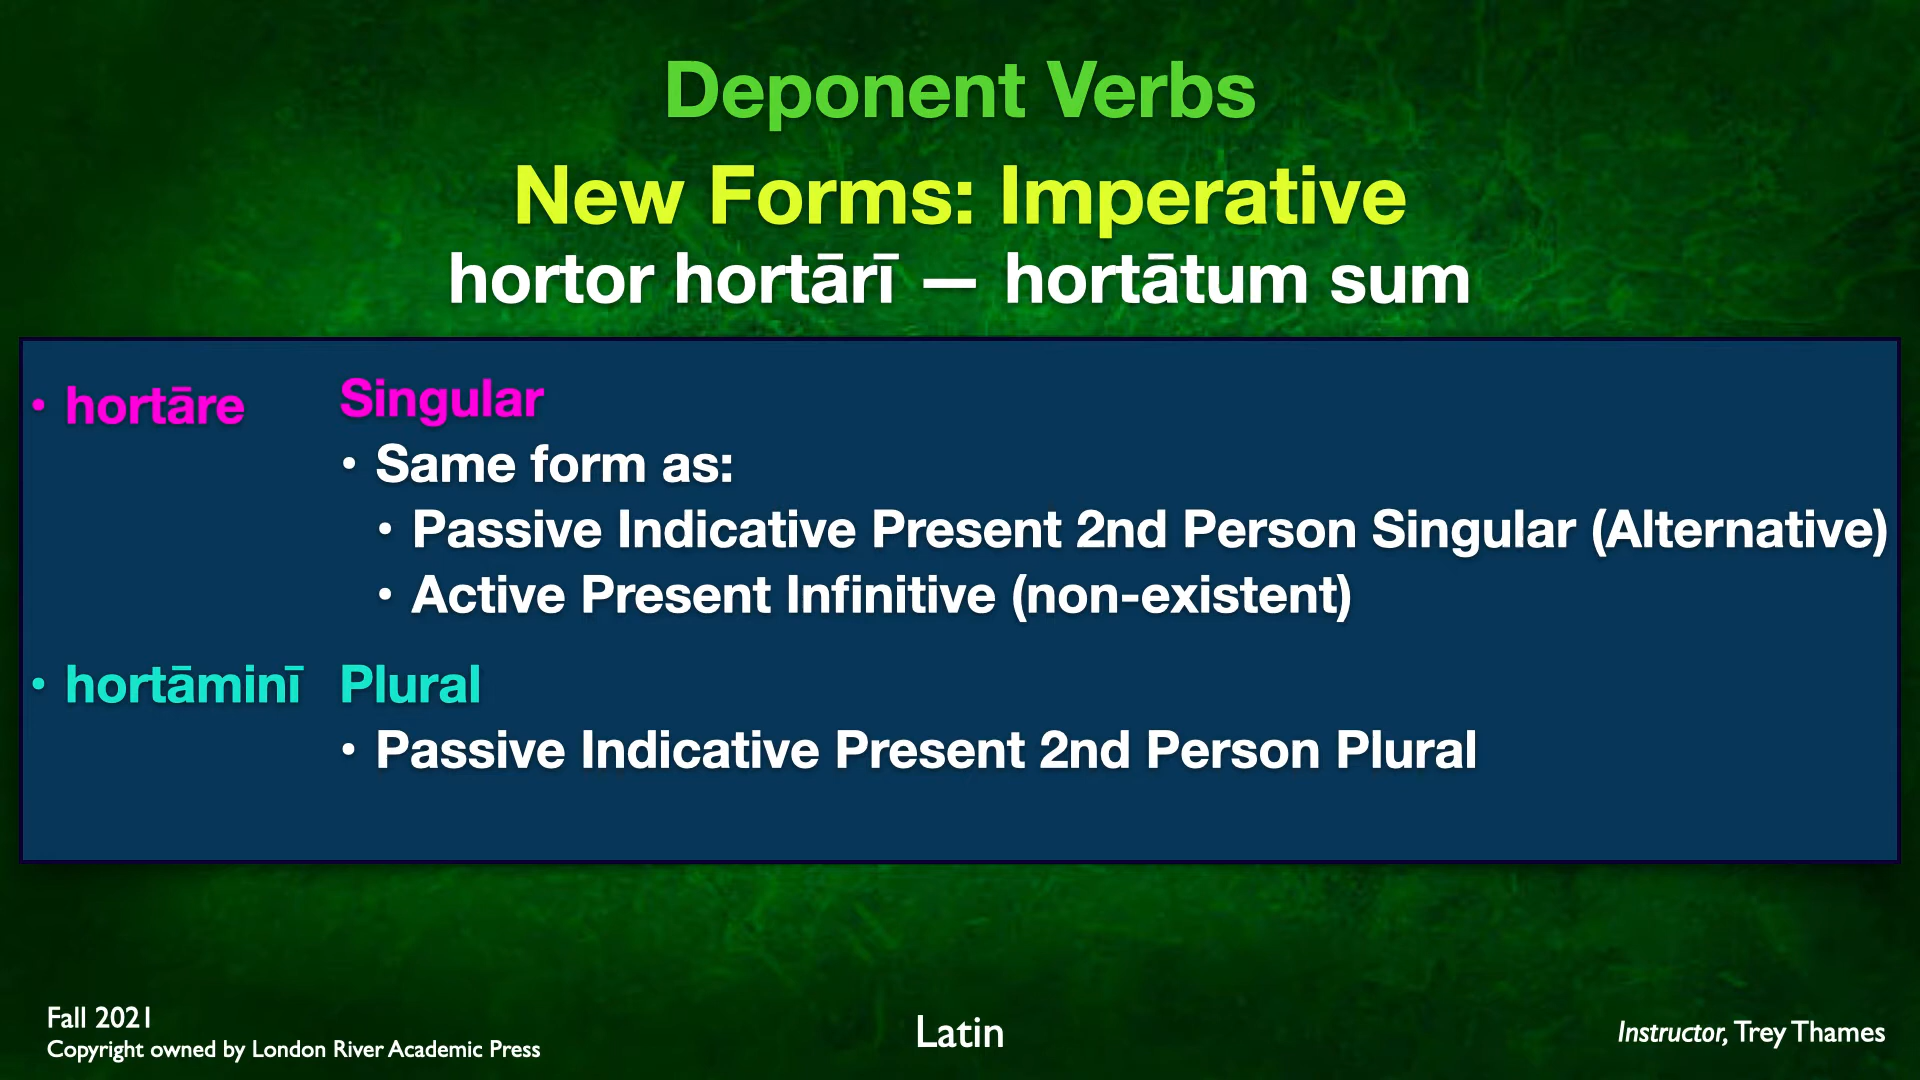 Deponent Verbs
New Forms: Imperative
hortor hortārī — hortātum sum
• hortāre Singular
• Same form as:
• Passive Indicative Present 2nd Person Singular (Alternative)
• Active Present Infinitive (non-existent)
• hortāminī Plural
• Passive Indicative Present 2nd Person Plural
Fall 2021
Copyright owned by London River Academic Press
Latin
Instructor, Trey Thames